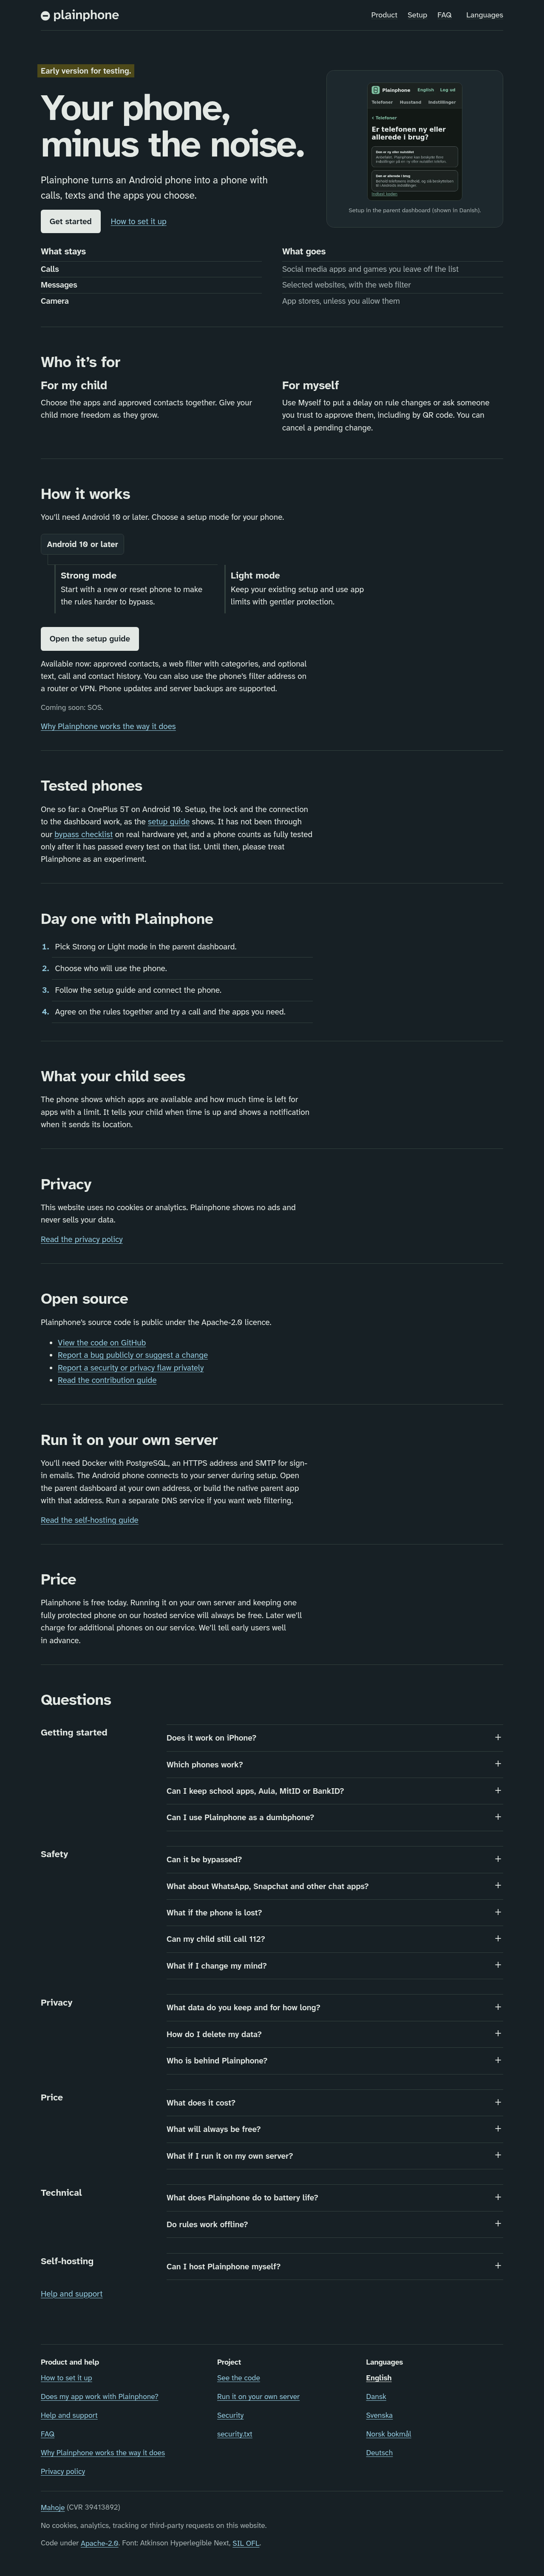 plainphone
Product Setup FAQ Languages
Early version for testing.
Your phone,
minus the noise.
Plainphone turns an Android phone into a phone with
calls, texts and the apps you choose.
Get started How to set it up
Plainphone English Log ud
Telefoner Husstand Indstillinger
‹ Telefoner
Er telefonen ny eller
allerede i brug?
Den er ny eller nulstillet
Den er allerede i brug
Setup in the parent dashboard (shown in Danish).
What stays
Calls
Messages
Camera
What goes
Social media apps and games you leave off the list
Selected websites, with the web filter
App stores, unless you allow them
Who it’s for
For my child
Choose the apps and approved contacts together. Give your
child more freedom as they grow.
For myself
Use Myself to put a delay on rule changes or ask someone
you trust to approve them, including by QR code. You can
cancel a pending change.
How it works
You’ll need Android 10 or later. Choose a setup mode for your phone.
Android 10 or later
Strong mode
Start with a new or reset phone to make
the rules harder to bypass.
Light mode
Keep your existing setup and use app
limits with gentler protection.
Open the setup guide
Available now: approved contacts, a web filter with categories, and optional
text, call and contact history. You can also use the phone’s filter address on
a router or VPN. Phone updates and server backups are supported.
Coming soon: SOS.
Why Plainphone works the way it does
Tested phones
One so far: a OnePlus 5T on Android 10. Setup, the lock and the connection
to the dashboard work, as the setup guide shows. It has not been through
our bypass checklist on real hardware yet, and a phone counts as fully tested
only after it has passed every test on that list. Until then, please treat
Plainphone as an experiment.
Day one with Plainphone
1. Pick Strong or Light mode in the parent dashboard.
2. Choose who will use the phone.
3. Follow the setup guide and connect the phone.
4. Agree on the rules together and try a call and the apps you need.
What your child sees
The phone shows which apps are available and how much time is left for
apps with a limit. It tells your child when time is up and shows a notification
when it sends its location.
Privacy
This website uses no cookies or analytics. Plainphone shows no ads and
never sells your data.
Read the privacy policy
Open source
Plainphone’s source code is public under the Apache-2.0 licence.
• View the code on GitHub
• Report a bug publicly or suggest a change
• Report a security or privacy flaw privately
• Read the contribution guide
Run it on your own server
You’ll need Docker with PostgreSQL, an HTTPS address and SMTP for sign-
in emails. The Android phone connects to your server during setup. Open
the parent dashboard at your own address, or build the native parent app
with that address. Run a separate DNS service if you want web filtering.
Read the self-hosting guide
Price
Plainphone is free today. Running it on your own server and keeping one
fully protected phone on our hosted service will always be free. Later we’ll
charge for additional phones on our service. We’ll tell early users well
in advance.
Questions
Getting started
Does it work on iPhone? +
Which phones work? +
Can I keep school apps, Aula, MitID or BankID? +
Can I use Plainphone as a dumbphone? +
Safety
Can it be bypassed? +
What about WhatsApp, Snapchat and other chat apps? +
What if the phone is lost? +
Can my child still call 112? +
What if I change my mind? +
Privacy
What data do you keep and for how long? +
How do I delete my data? +
Who is behind Plainphone? +
Price
What does it cost? +
What will always be free? +
What if I run it on my own server? +
Technical
What does Plainphone do to battery life? +
Do rules work offline? +
Self-hosting
Can I host Plainphone myself? +
Help and support
Product and help
How to set it up
Does my app work with Plainphone?
Help and support
FAQ
Why Plainphone works the way it does
Privacy policy
Project
See the code
Run it on your own server
Security
security.txt
Languages
English
Dansk
Svenska
Norsk bokmål
Deutsch
Mahoje (CVR 39413892)
No cookies, analytics, tracking or third-party requests on this website.
Code under Apache-2.0. Font: Atkinson Hyperlegible Next, SIL OFL.